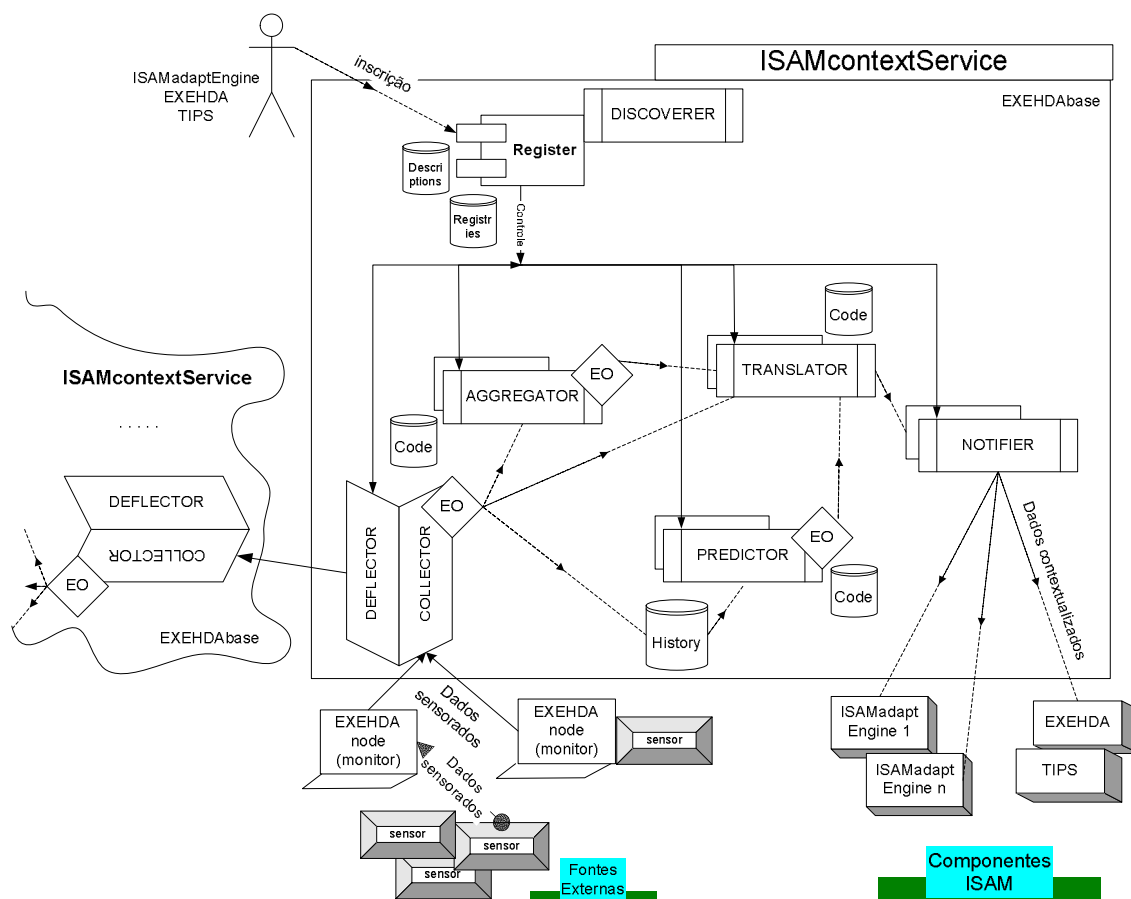 ISAMcontextService
EXEHDAbase
ISAMadaptEngine
EXEHDA
TIPS
inscrição
DISCOVERER
Register
Descri
ptions
Registr
ies
Controle
Code
TRANSLATOR
EO
AGGREGATOR
Code
NOTIFIER
EO
DEFLECTOR
COLLECTOR
PREDICTOR
EO
Code
History
Dados contextualizados
ISAMcontextService
. . . . .
DEFLECTOR
COLLECTOR
EO
EXEHDAbase
Dados
sensorados
EXEHDA
node
(monitor)
EXEHDA
node
(monitor)
sensor
Dados
sensorados
sensor
sensor
sensor
Fontes
Externas
ISAMadapt
Engine 1
ISAMadapt
Engine n
EXEHDA
TIPS
Componentes
ISAM